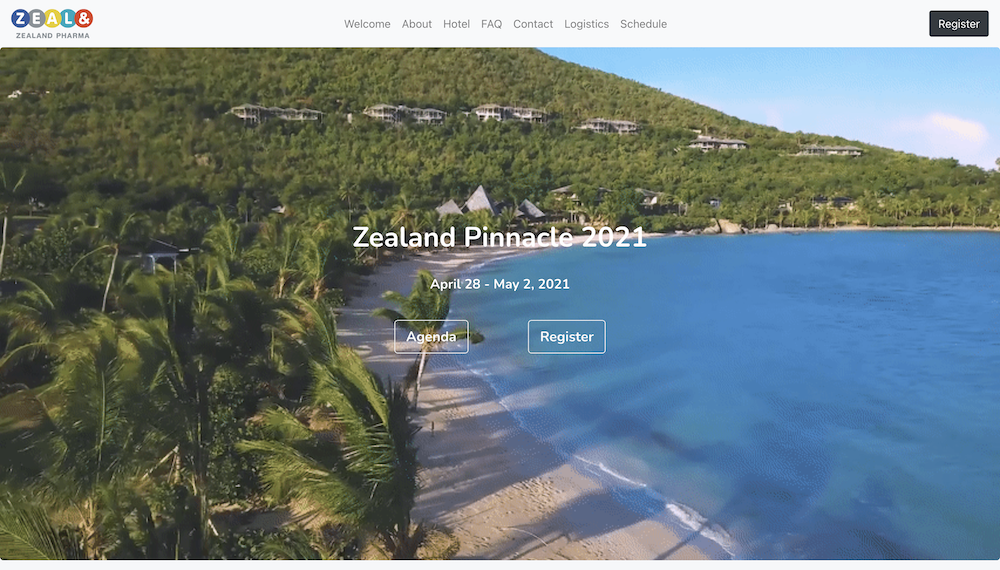 ZEAL&
ZEALAND PHARMA
Welcome About Hotel FAQ Contact Logistics Schedule
Register
Zealand Pinnacle 2021
April 28 - May 2, 2021
Agenda Register